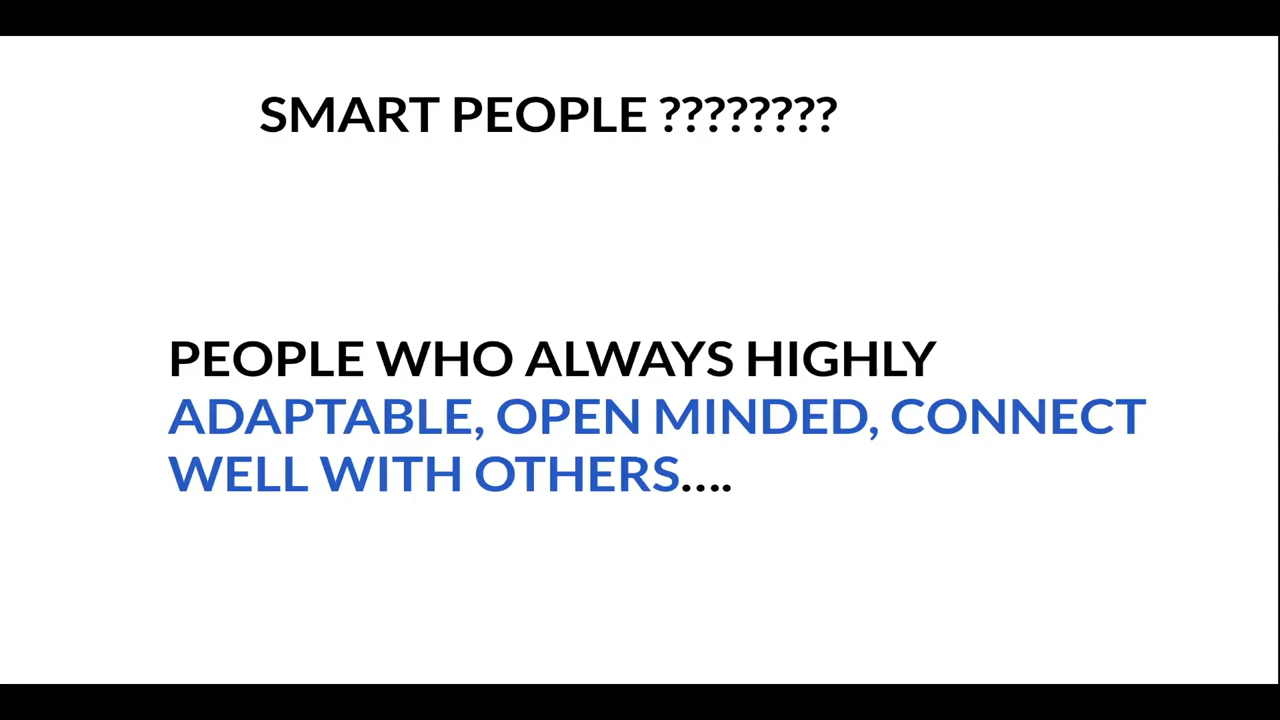 SMART PEOPLE ????????
PEOPLE WHO ALWAYS HIGHLY
ADAPTABLE, OPEN MINDED, CONNECT
WELL WITH OTHERS....